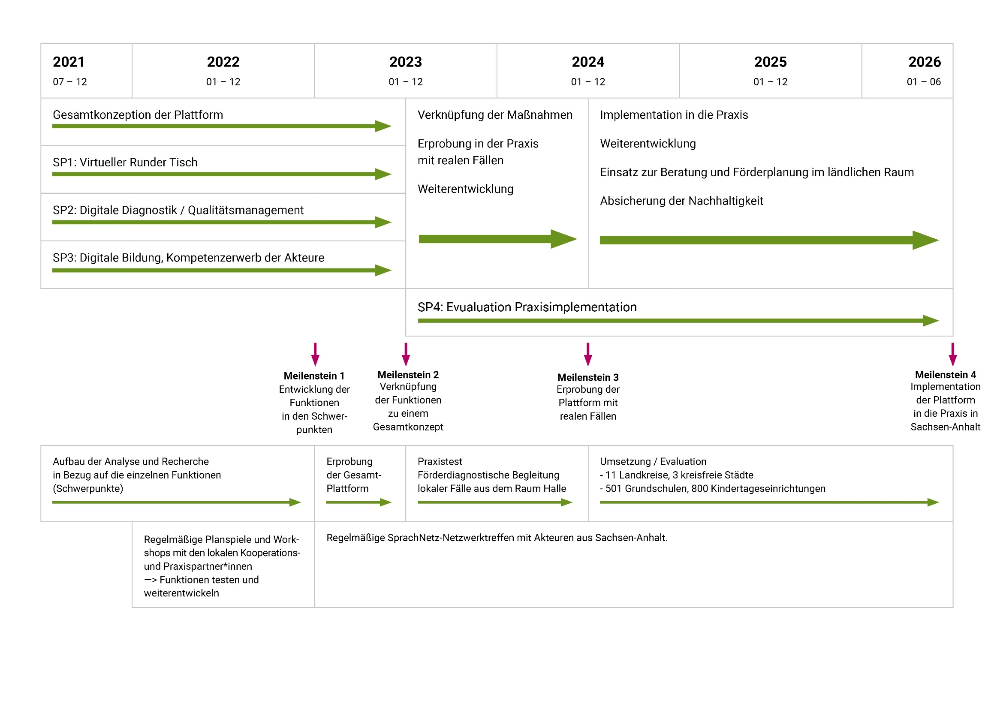 2021
07 – 12
2022
01 – 12
2023
01 – 12
2024
01 – 12
2025
01 – 12
2026
01 – 06
Gesamtkonzeption der Plattform
SP1: Virtueller Runder Tisch
SP2: Digitale Diagnostik / Qualitätsmanagement
SP3: Digitale Bildung, Kompetenzerwerb der Akteure
Verknüpfung der Maßnahmen
Erprobung in der Praxis
mit realen Fällen
Weiterentwicklung
Implementation in die Praxis
Weiterentwicklung
Einsatz zur Beratung und Förderplanung im ländlichen Raum
Absicherung der Nachhaltigkeit
SP4: Evualuation Praxisimplementation
Meilenstein 1
Entwicklung der
Funktionen
in den Schwer-
punkten
Meilenstein 2
Verknüpfung
der Funktionen
zu einem
Gesamtkonzept
Meilenstein 3
Erprobung der
Plattform mit
realen Fällen
Meilenstein 4
Implementation
der Plattform
in die Praxis in
Sachsen-Anhalt
Aufbau der Analyse und Recherche
in Bezug auf die einzelnen Funktionen
(Schwerpunkte)
Erprobung
der Gesamt-
Plattform
Praxistest
Förderdiagnostische Begleitung
lokaler Fälle aus dem Raum Halle
Umsetzung / Evaluation
- 11 Landkreise, 3 kreisfreie Städte
- 501 Grundschulen, 800 Kindertageseinrichtungen
Regelmäßige Planspiele und Work-
shops mit den lokalen Kooperations-
und Praxispartner*innen
—> Funktionen testen und
weiterentwickeln
Regelmäßige SprachNetz-Netzwerktreffen mit Akteuren aus Sachsen-Anhalt.